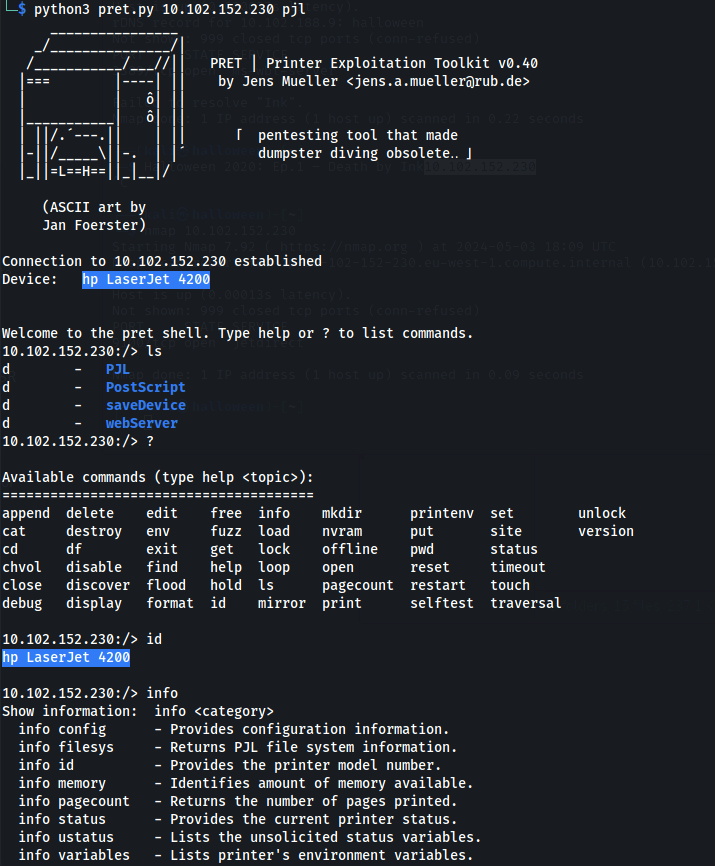 $ python3 pret.py 10.102.152.230 pjl
PRET | Printer Exploitation Toolkit v0.40
by Jens Mueller <jens.a.mueller@rub.de>
「 pentesting tool that made
dumpster diving obsolete‥ 」
(ASCII art by
Jan Foerster)
Connection to 10.102.152.230 established
Device: hp LaserJet 4200
Welcome to the pret shell. Type help or ? to list commands.
10.102.152.230:/> ls
d - PJL
d - PostScript
d - saveDevice
d - webServer
10.102.152.230:/> ?
Available commands (type help <topic>):
=======================================
append delete edit free info mkdir printenv set unlock
cat destroy env fuzz load nvram put site version
cd df exit get lock offline pwd status
chvol disable find help loop open reset timeout
close discover flood hold ls pagecount restart touch
debug display format id mirror print selftest traversal
10.102.152.230:/> id
hp LaserJet 4200
10.102.152.230:/> info
Show information: info <category>
info config - Provides configuration information.
info filesys - Returns PJL file system information.
info id - Provides the printer model number.
info memory - Identifies amount of memory available.
info pagecount - Returns the number of pages printed.
info status - Provides the current printer status.
info ustatus - Lists the unsolicited status variables.
info variables - Lists printer's environment variables.